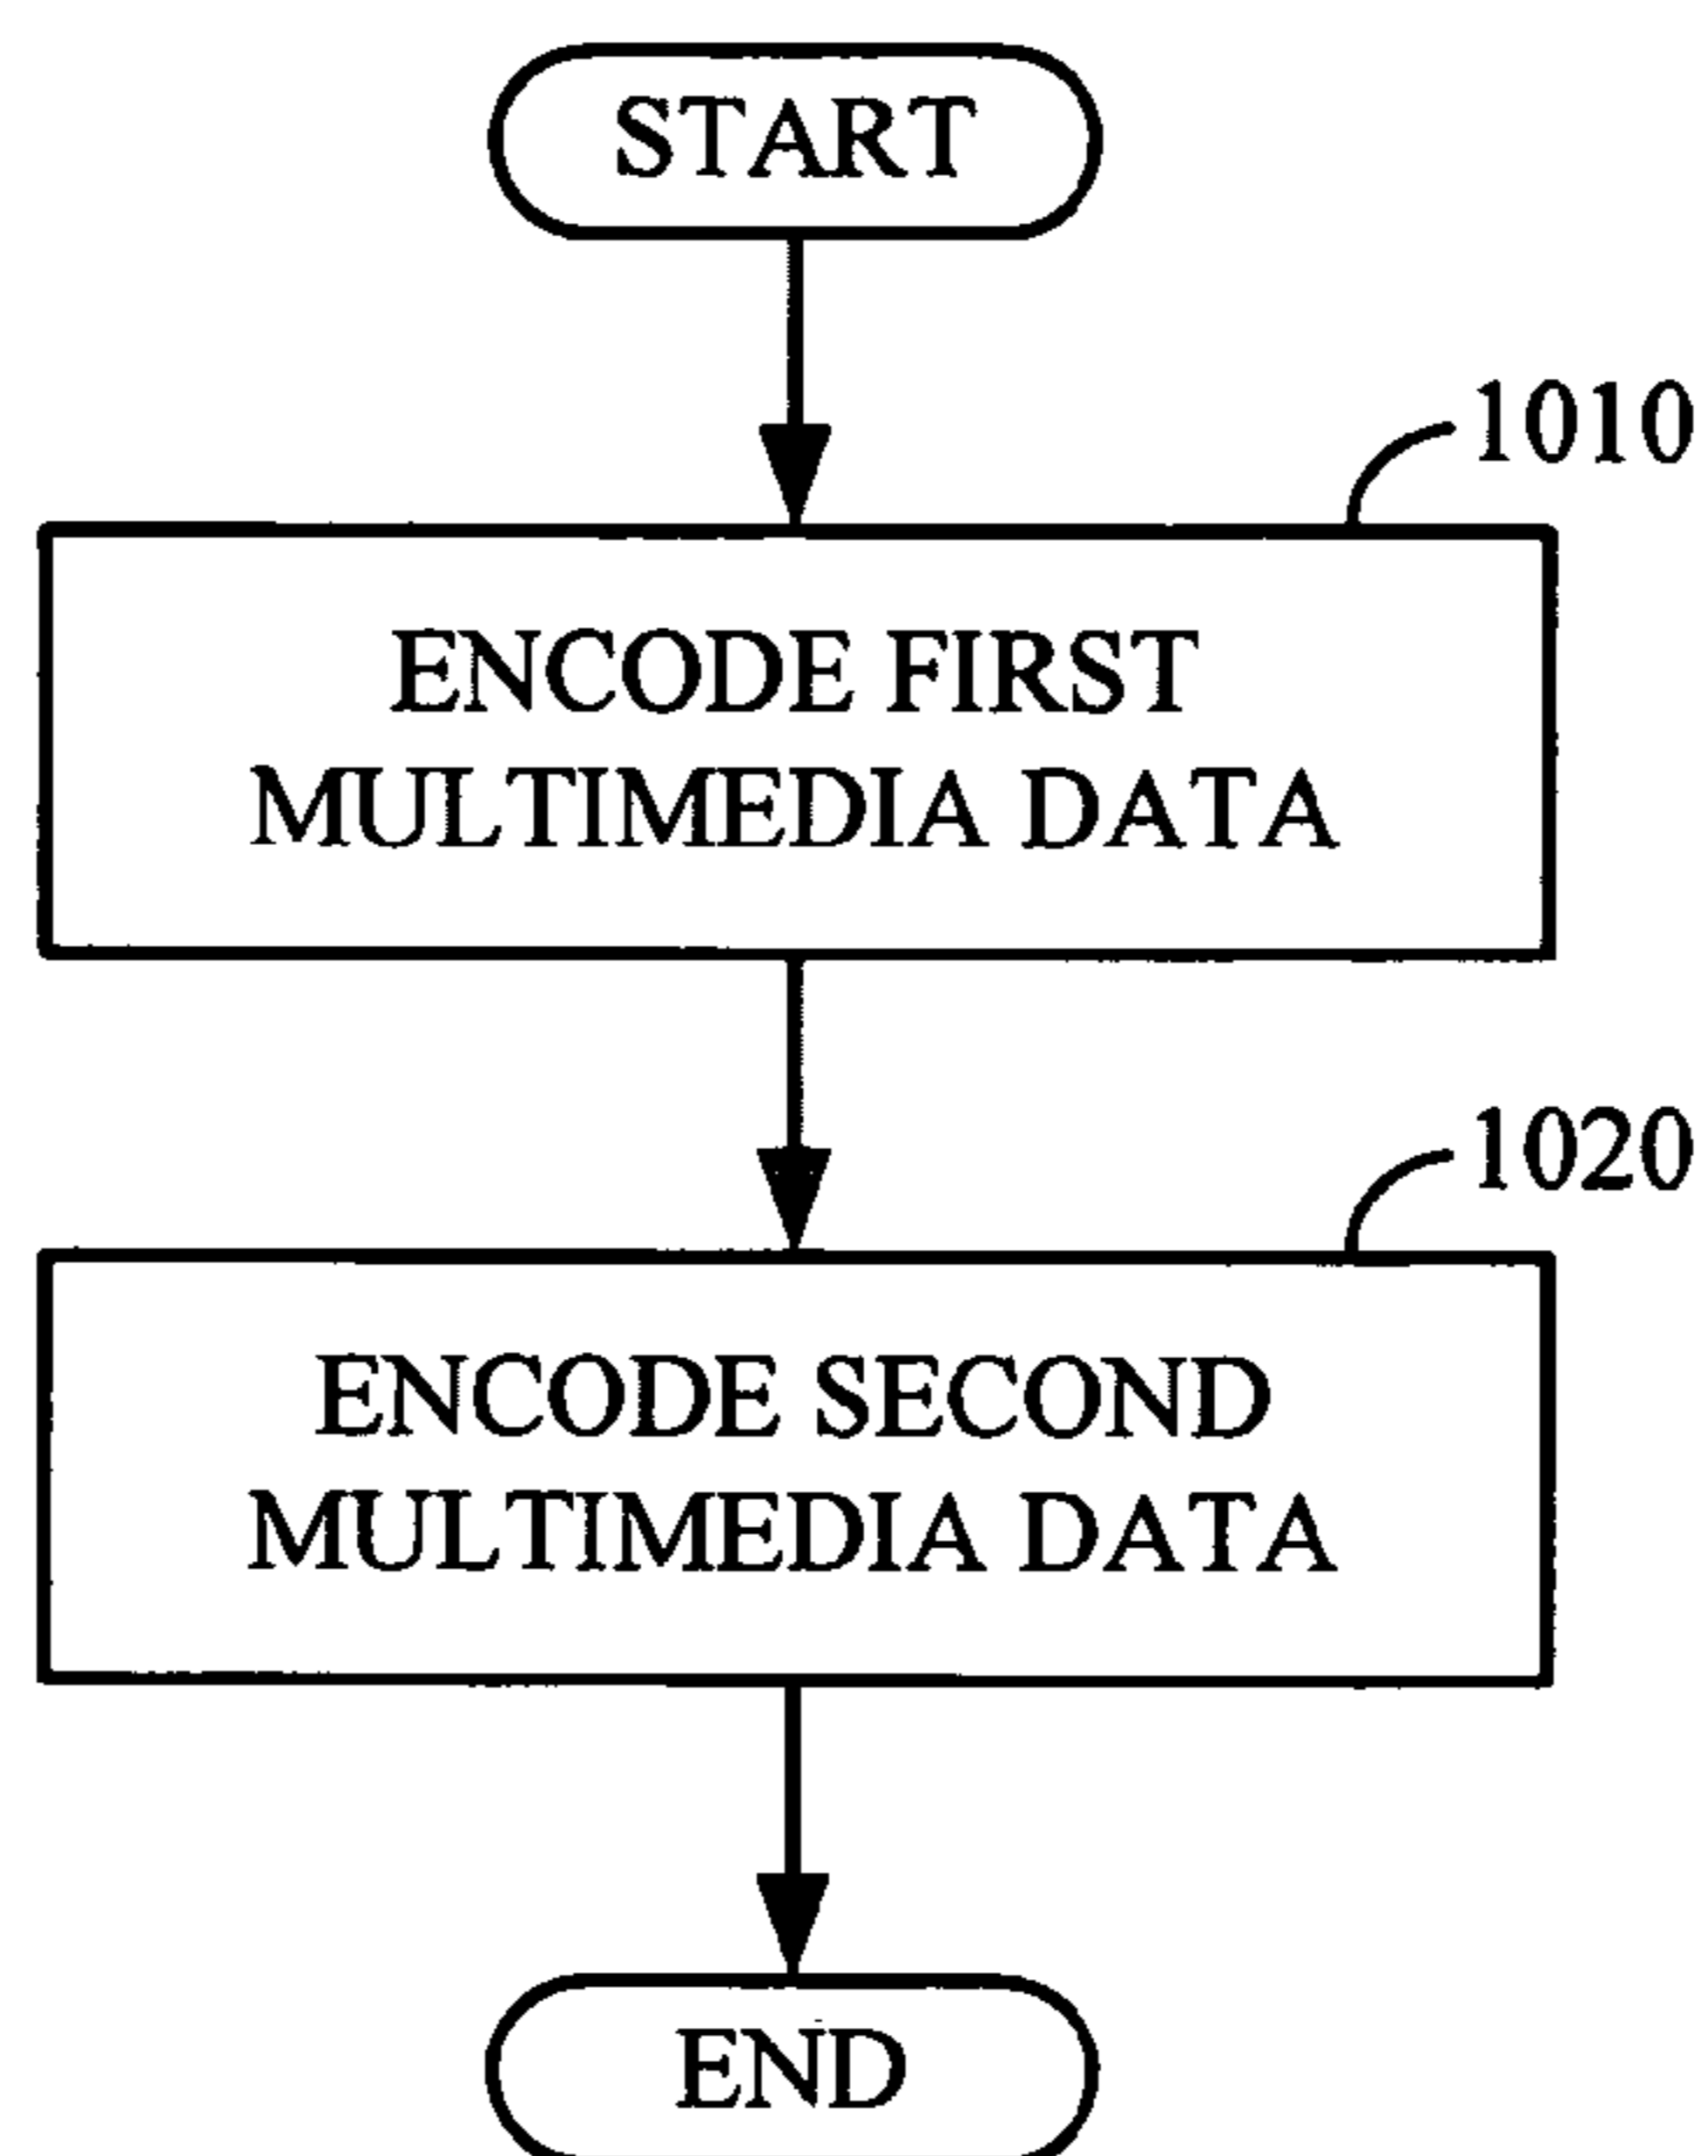 START
1010
ENCODE FIRST
MULTIMEDIA DATA
1020
ENCODE SECOND
MULTIMEDIA DATA
END